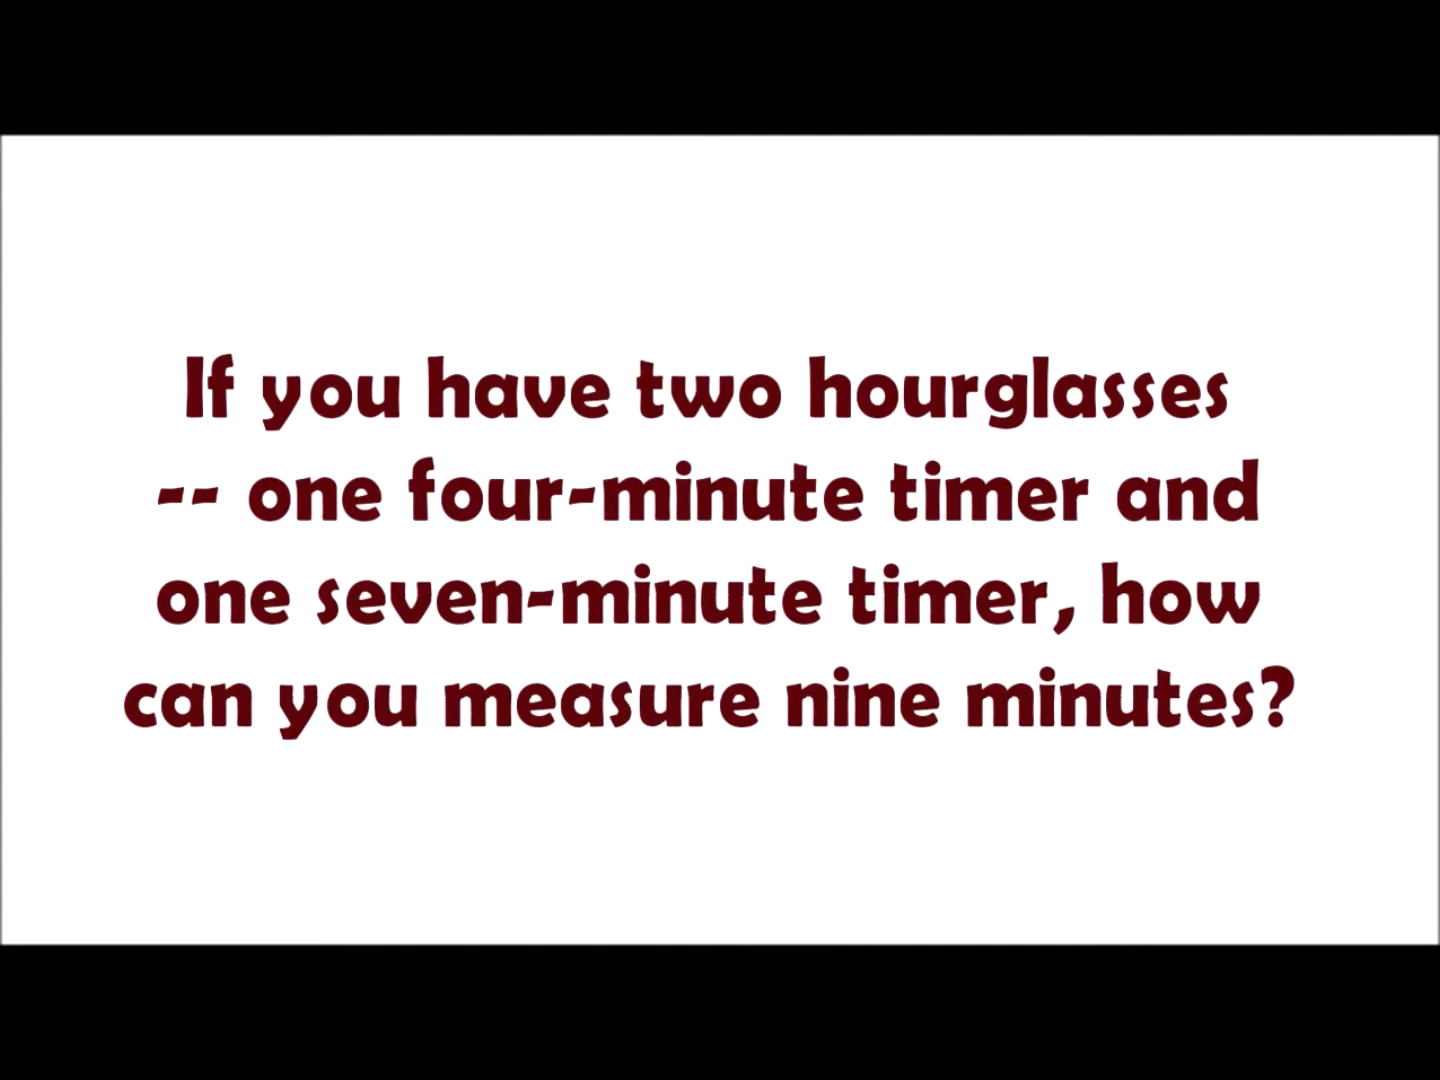 If you have two hourglasses
-- one four-minute timer and
one seven-minute timer, how
can you measure nine minutes?